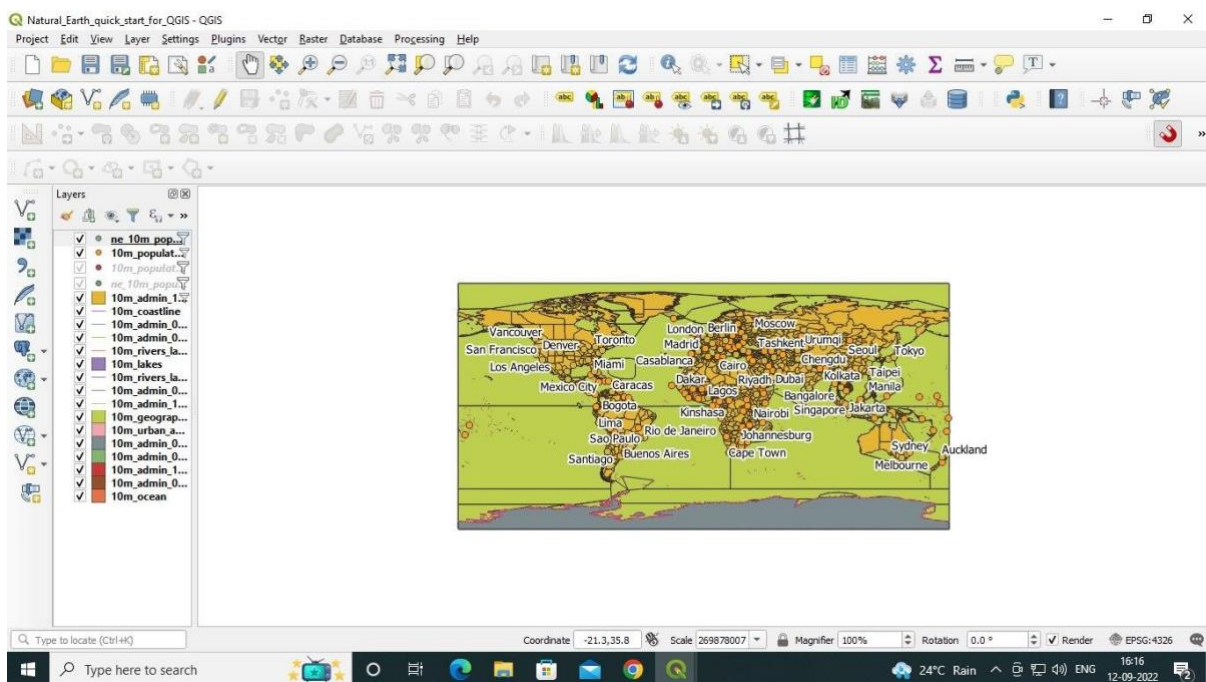 Natural_Earth_quick_start_for_QGIS - QGIS
Project Edit View Layer Settings Plugins Vector Raster Database Processing Help
Layers
ne_10m_pop...
10m_populat...
10m_populat...
ne_10m_popu...
10m_admin_1...
10m_coastline
10m_admin_0...
10m_admin_0...
10m_rivers_la...
10m_lakes
10m_rivers_la...
10m_admin_0...
10m_admin_1...
10m_geograp...
10m_urban_a...
10m_admin_0...
10m_admin_0...
10m_admin_1...
10m_admin_0...
10m_ocean
Vancouver Toronto London Berlin Moscow
San Francisco Denver Madrid Tashkent Urumqi Seoul Tokyo
Los Angeles Miami Casablanca Cairo Chengdu Taipei
Mexico City Caracas Dakar Lagos Riyadh Dubai Kolkata Manila
Bogota Bangalore
Lima Kinshasa Nairobi Singapore Jakarta
Sao Paulo Rio de Janeiro Johannesburg
Santiago Buenos Aires Cape Town Sydney Auckland
Melbourne
Type to locate (Ctrl+K) Coordinate -21.3,35.8 Scale 269878007 Magnifier 100% Rotation 0.0 ° Render EPSG:4326
Type here to search 24°C Rain ENG 16:16
12-09-2022
2